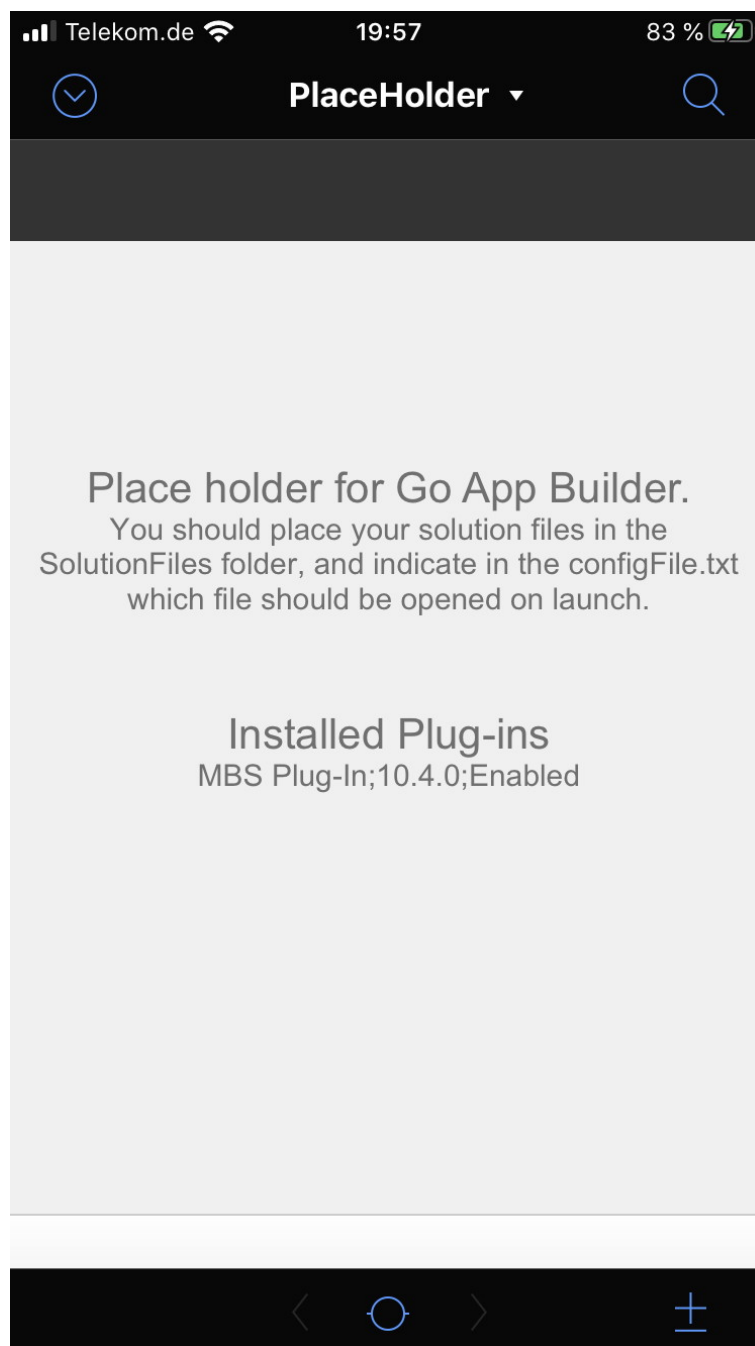 Telekom.de 19:57 83 %
PlaceHolder
Place holder for Go App Builder.
You should place your solution files in the
SolutionFiles folder, and indicate in the configFile.txt
which file should be opened on launch.
Installed Plug-ins
MBS Plug-In;10.4.0;Enabled